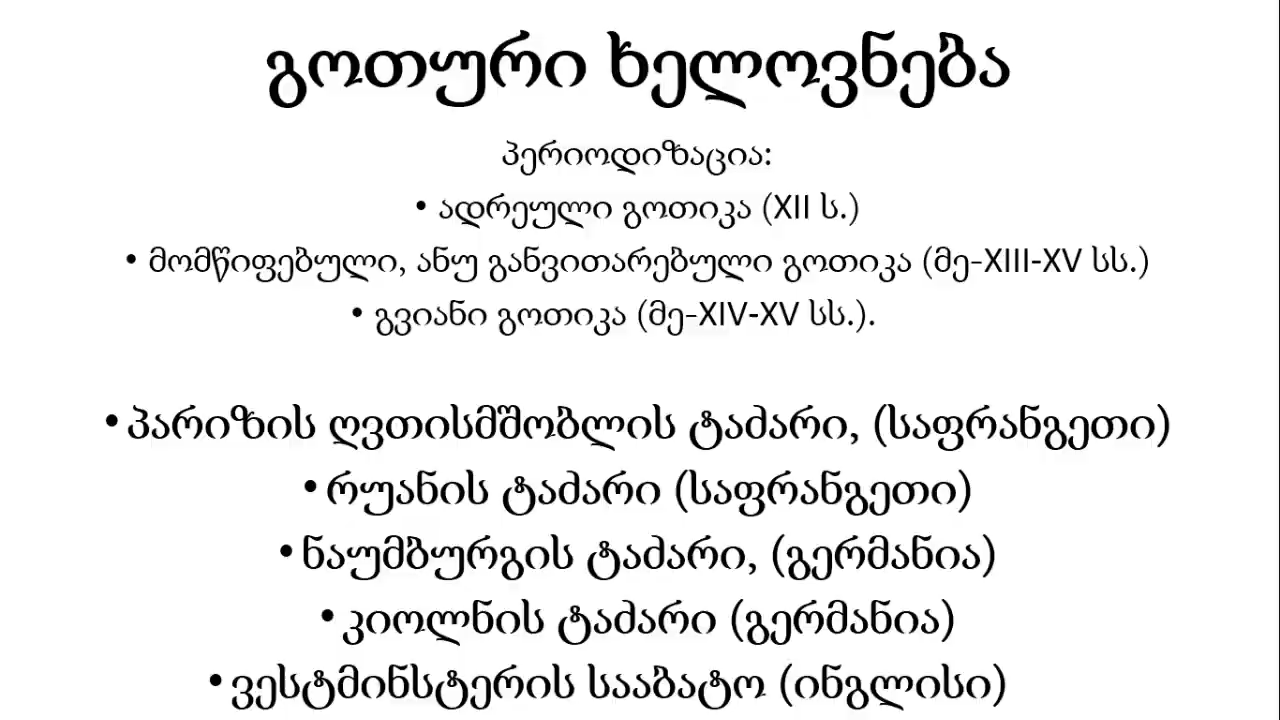 გოთური ხელოვნება
პერიოდიზაცია:
• ადრეული გოთიკა (XII ს.)
• მომწიფებული, ანუ განვითარებული გოთიკა (მე-XIII-XV სს.)
• გვიანი გოთიკა (მე-XIV-XV სს.).
• პარიზის ღვთისმშობლის ტაძარი, (საფრანგეთი)
• რუანის ტაძარი (საფრანგეთი)
• ნაუმბურგის ტაძარი, (გერმანია)
• კიოლნის ტაძარი (გერმანია)
• ვესტმინსტერის სააბატო (ინგლისი)